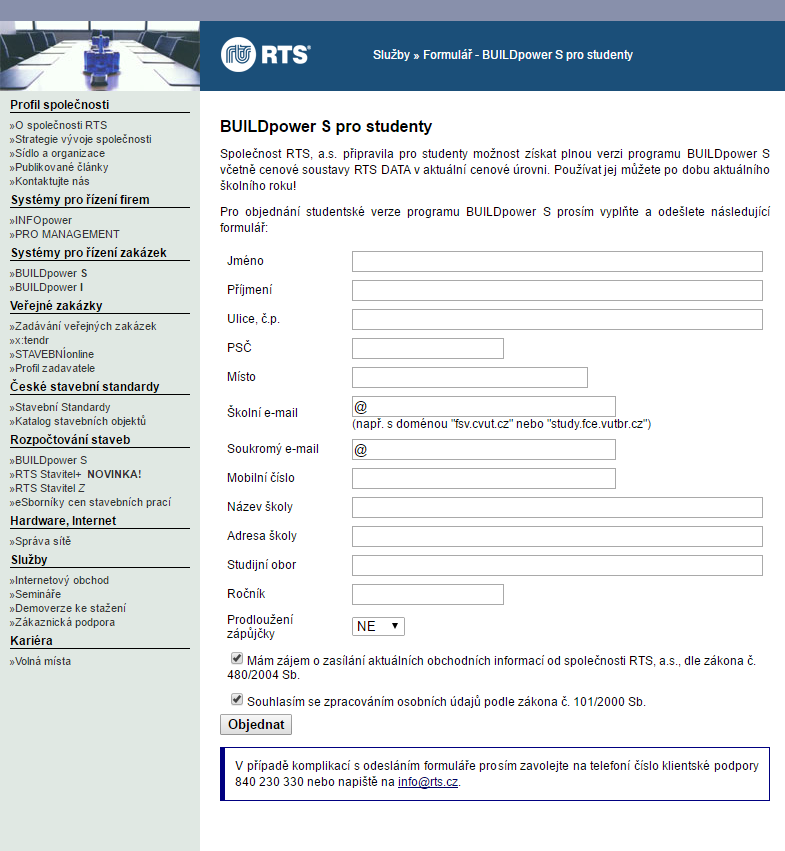 RTS
Služby » Formulář - BUILDpower S pro studenty
Profil společnosti
»O společnosti RTS
»Strategie vývoje společnosti
»Sídlo a organizace
»Publikované články
»Kontaktujte nás
Systémy pro řízení firem
»INFOpower
»PRO MANAGEMENT
Systémy pro řízení zakázek
»BUILDpower S
»BUILDpower I
Veřejné zakázky
»Zadávání veřejných zakázek
»x:tendr
»STAVEBNÍonline
»Profil zadavatele
České stavební standardy
»Stavební Standardy
»Katalog stavebních objektů
Rozpočtování staveb
»BUILDpower S
»RTS Stavitel+ NOVINKA!
»RTS Stavitel Z
»eSborníky cen stavebních prací
Hardware, Internet
»Správa sítě
Služby
»Internetový obchod
»Semináře
»Demoverze ke stažení
»Zákaznická podpora
Kariéra
»Volná místa
BUILDpower S pro studenty
Společnost RTS, a.s. připravila pro studenty možnost získat plnou verzi programu BUILDpower S
včetně cenové soustavy RTS DATA v aktuální cenové úrovni. Používat jej můžete po dobu aktuálního
školního roku!
Pro objednání studentské verze programu BUILDpower S prosím vyplňte a odešlete následující
formulář:
Jméno
Příjmení
Ulice, č.p.
PSČ
Místo
Školní e-mail @
(např. s doménou "fsv.cvut.cz" nebo "study.fce.vutbr.cz")
Soukromý e-mail @
Mobilní číslo
Název školy
Adresa školy
Studijní obor
Ročník
Prodloužení
zápůjčky NE
Mám zájem o zasílání aktuálních obchodních informací od společnosti RTS, a.s., dle zákona č.
480/2004 Sb.
Souhlasím se zpracováním osobních údajů podle zákona č. 101/2000 Sb.
Objednat
V případě komplikací s odesláním formuláře prosím zavolejte na telefoní číslo klientské podpory
840 230 330 nebo napiště na info@rts.cz.